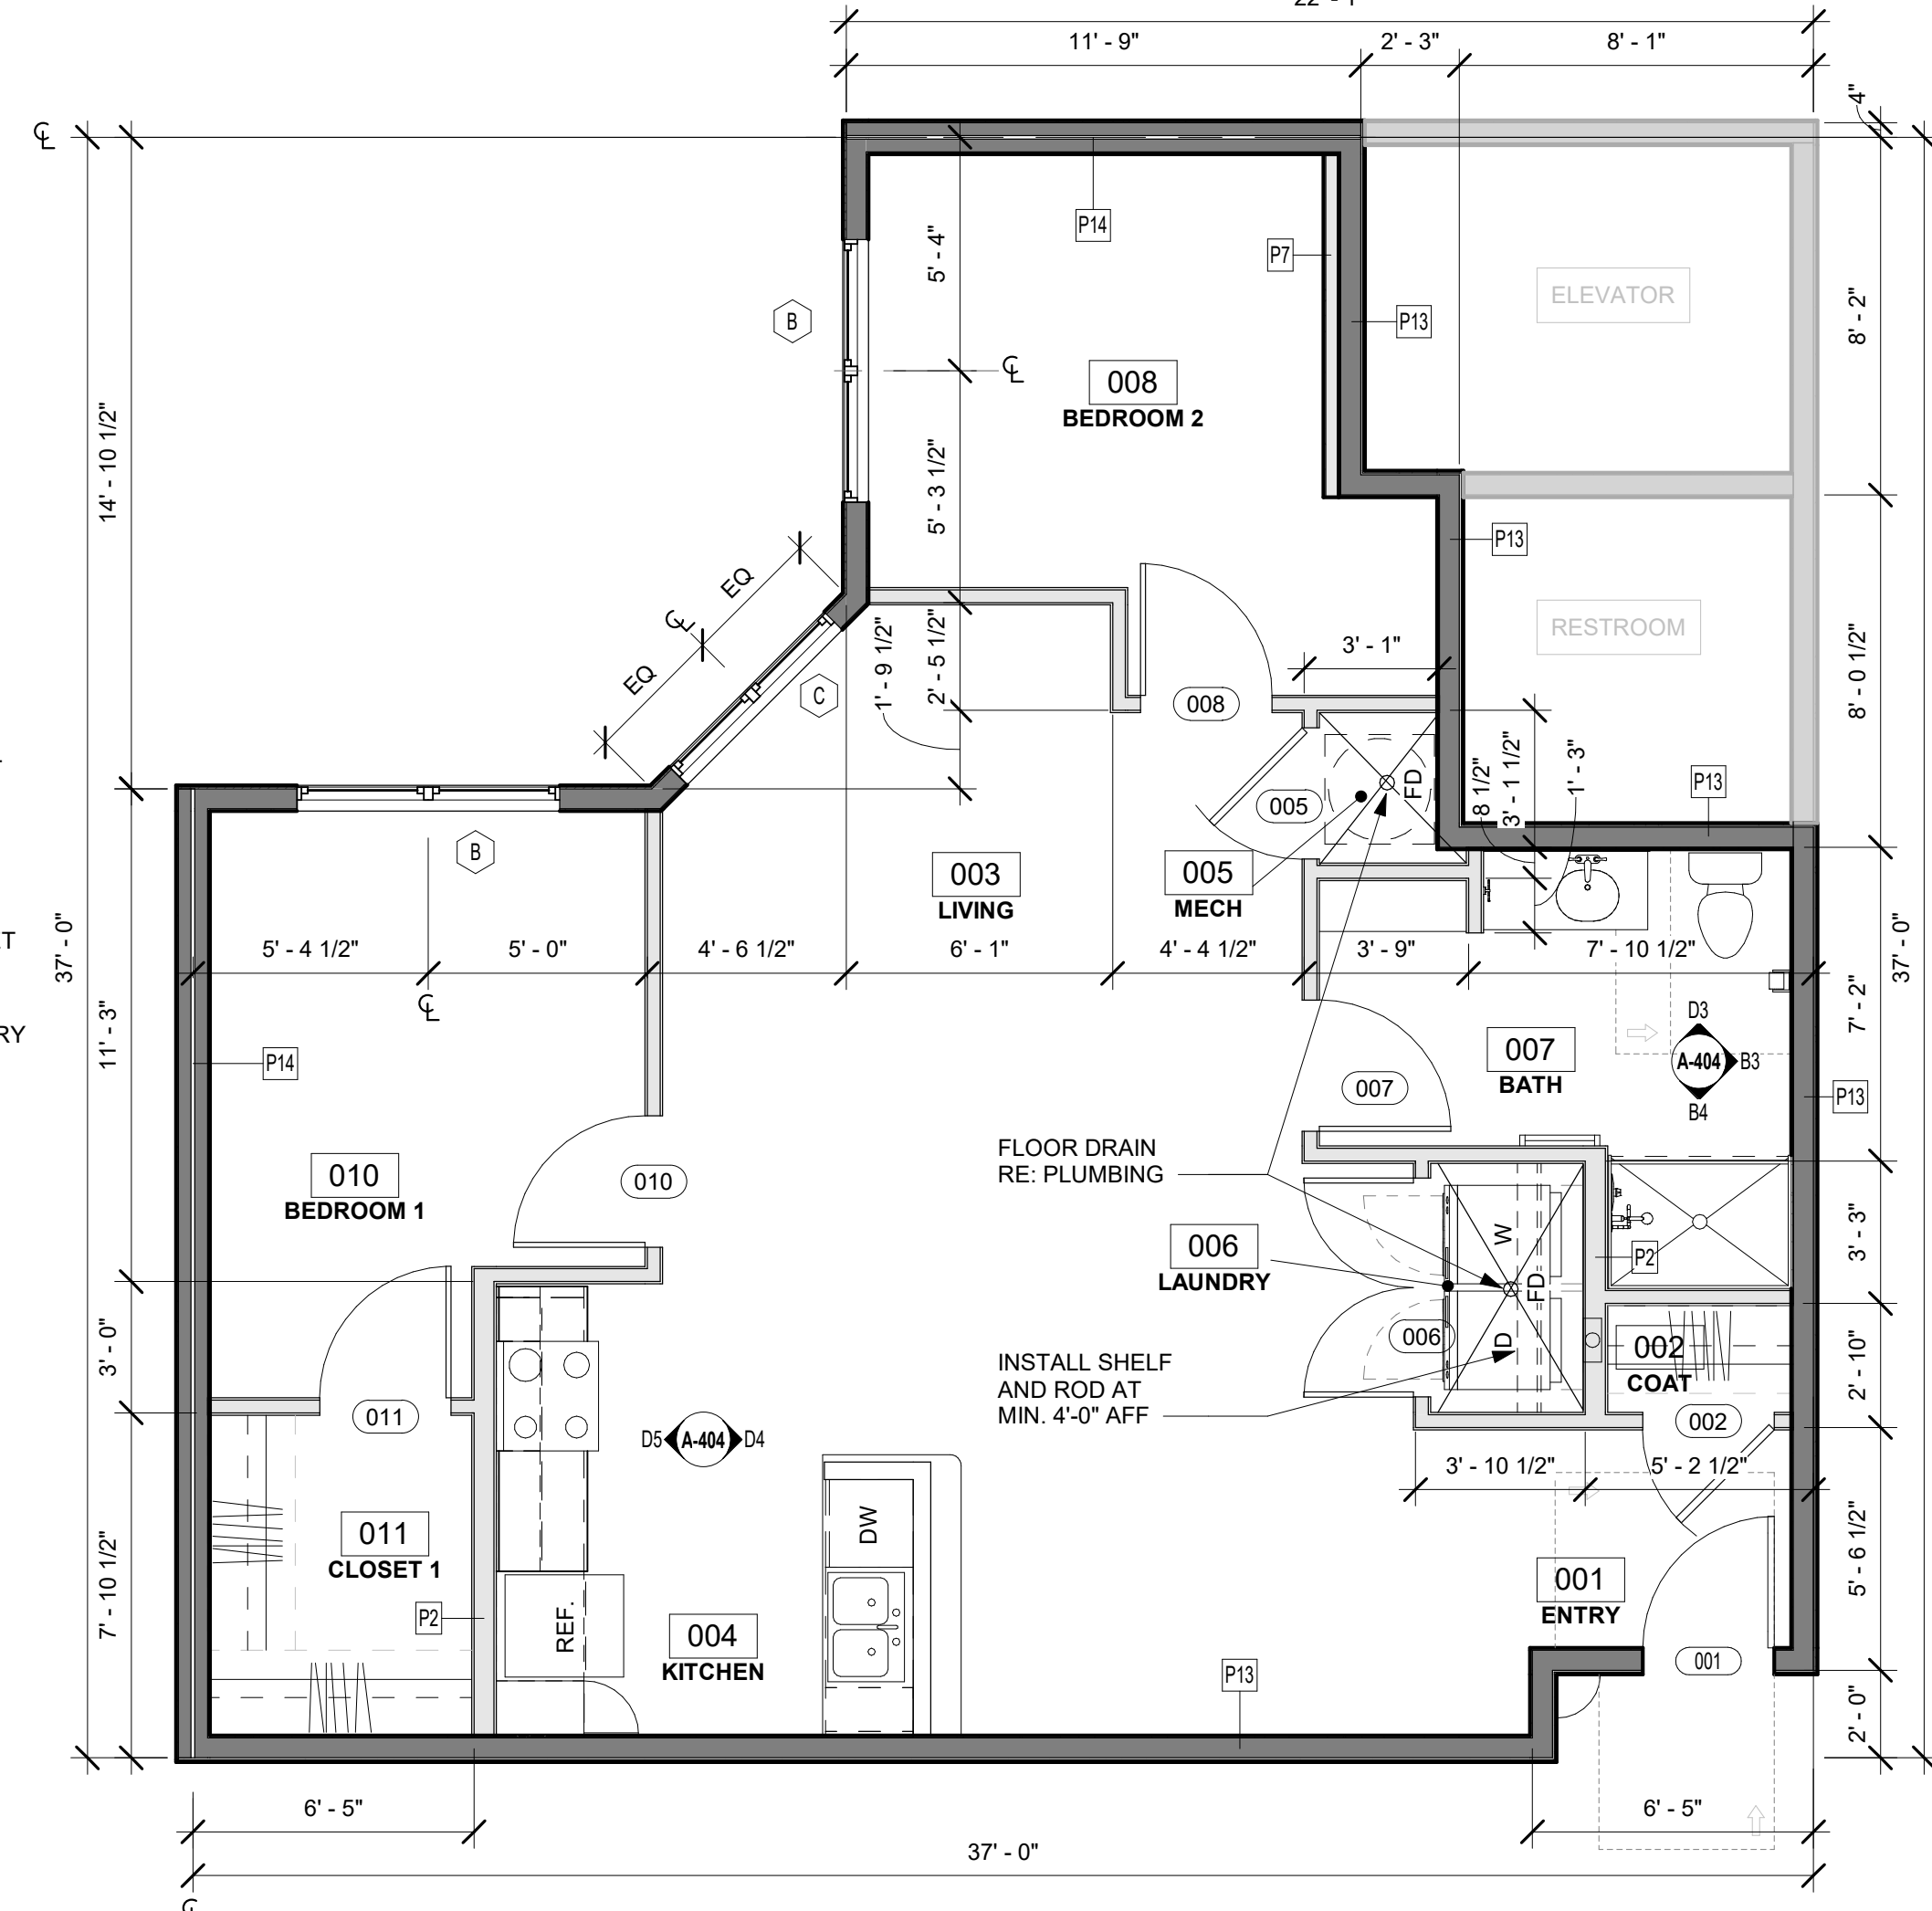 11' - 9"
2' - 3"
8' - 1"
4"
℄
P14
P7
5' - 4"
ELEVATOR
8' - 2"
B
P13
℄
008
BEDROOM 2
14' - 10 1/2"
5' - 3 1/2"
P13
EQ
℄
EQ
RESTROOM
3' - 1"
1' - 9 1/2"
2' - 5 1/2"
C
008
8' - 0 1/2"
FD
8 1/2"
3' - 1 1/2"
1' - 3"
P13
005
B
003
LIVING
005
MECH
37' - 0"
5' - 4 1/2"
5' - 0"
4' - 6 1/2"
6' - 1"
4' - 4 1/2"
3' - 9"
7' - 10 1/2"
37' - 0"
℄
RY
11' - 3"
7' - 2"
P14
D3
A-404
B3
B4
007
BATH
007
P13
FLOOR DRAIN
RE: PLUMBING
010
BEDROOM 1
010
006
LAUNDRY
W
FD
D
P2
3' - 3"
3' - 0"
006
002
COAT
2' - 10"
INSTALL SHELF
AND ROD AT
MIN. 4'-0" AFF
011
002
D5
A-404
D4
3' - 10 1/2"
5' - 2 1/2"
DW
011
CLOSET 1
7' - 10 1/2"
001
ENTRY
5' - 6 1/2"
P2
REF.
004
KITCHEN
P13
001
2' - 0"
6' - 5"
6' - 5"
37' - 0"